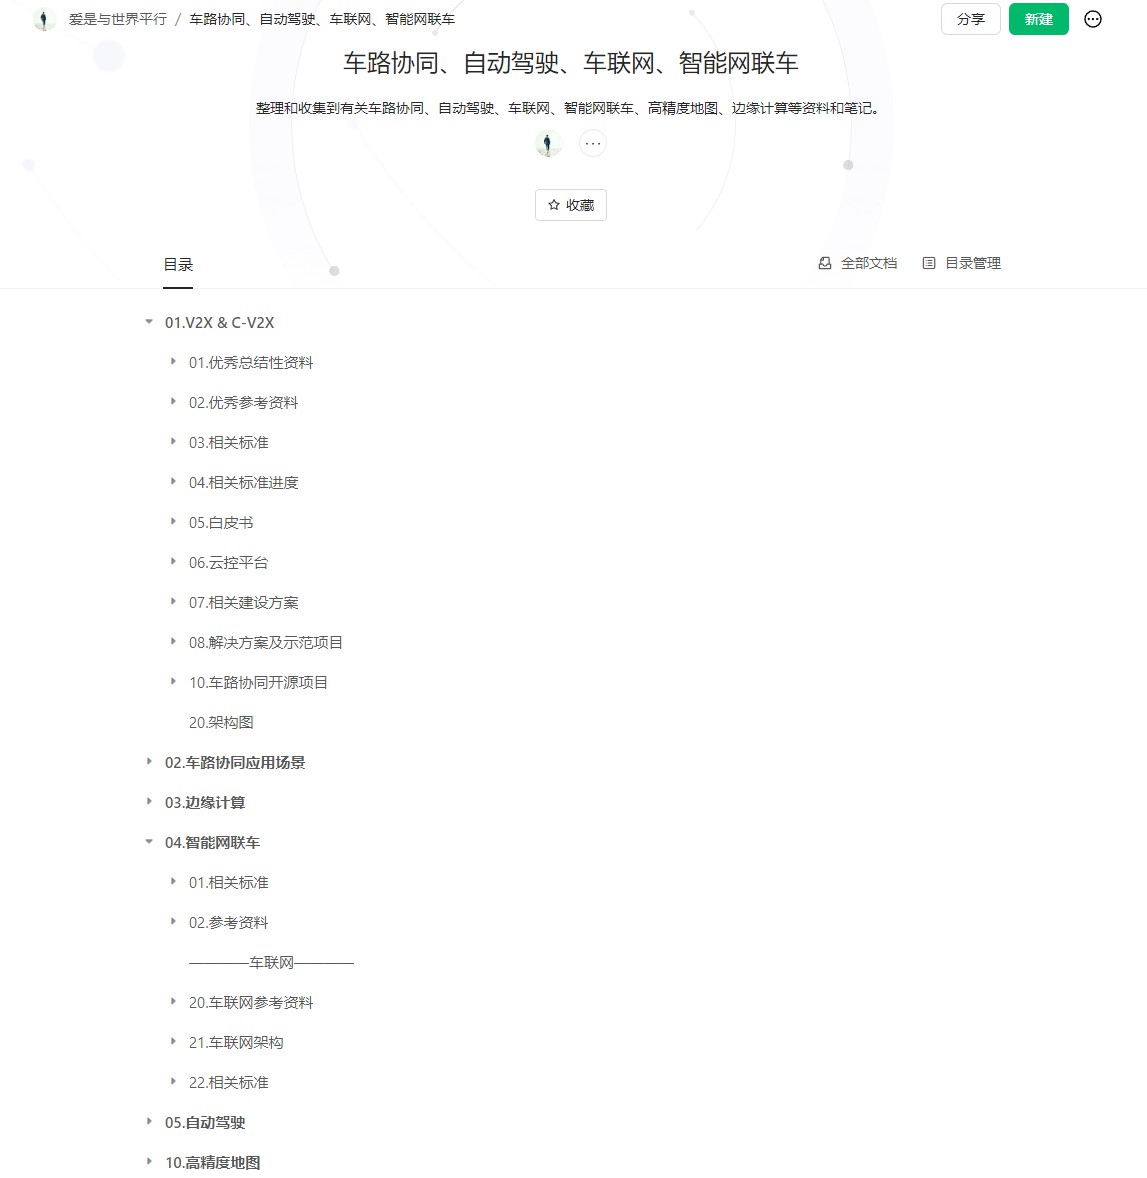 爱是与世界平行 / 车路协同、自动驾驶、车联网、智能网联车
分享 新建
车路协同、自动驾驶、车联网、智能网联车
整理和收集到有关车路协同、自动驾驶、车联网、智能网联车、高精度地图、边缘计算等资料和笔记。
收藏
目录 全部文档 目录管理
01.V2X & C-V2X
01.优秀总结性资料
02.优秀参考资料
03.相关标准
04.相关标准进度
05.白皮书
06.云控平台
07.相关建设方案
08.解决方案及示范项目
10.车路协同开源项目
20.架构图
02.车路协同应用场景
03.边缘计算
04.智能网联车
01.相关标准
02.参考资料
————车联网————
20.车联网参考资料
21.车联网架构
22.相关标准
05.自动驾驶
10.高精度地图